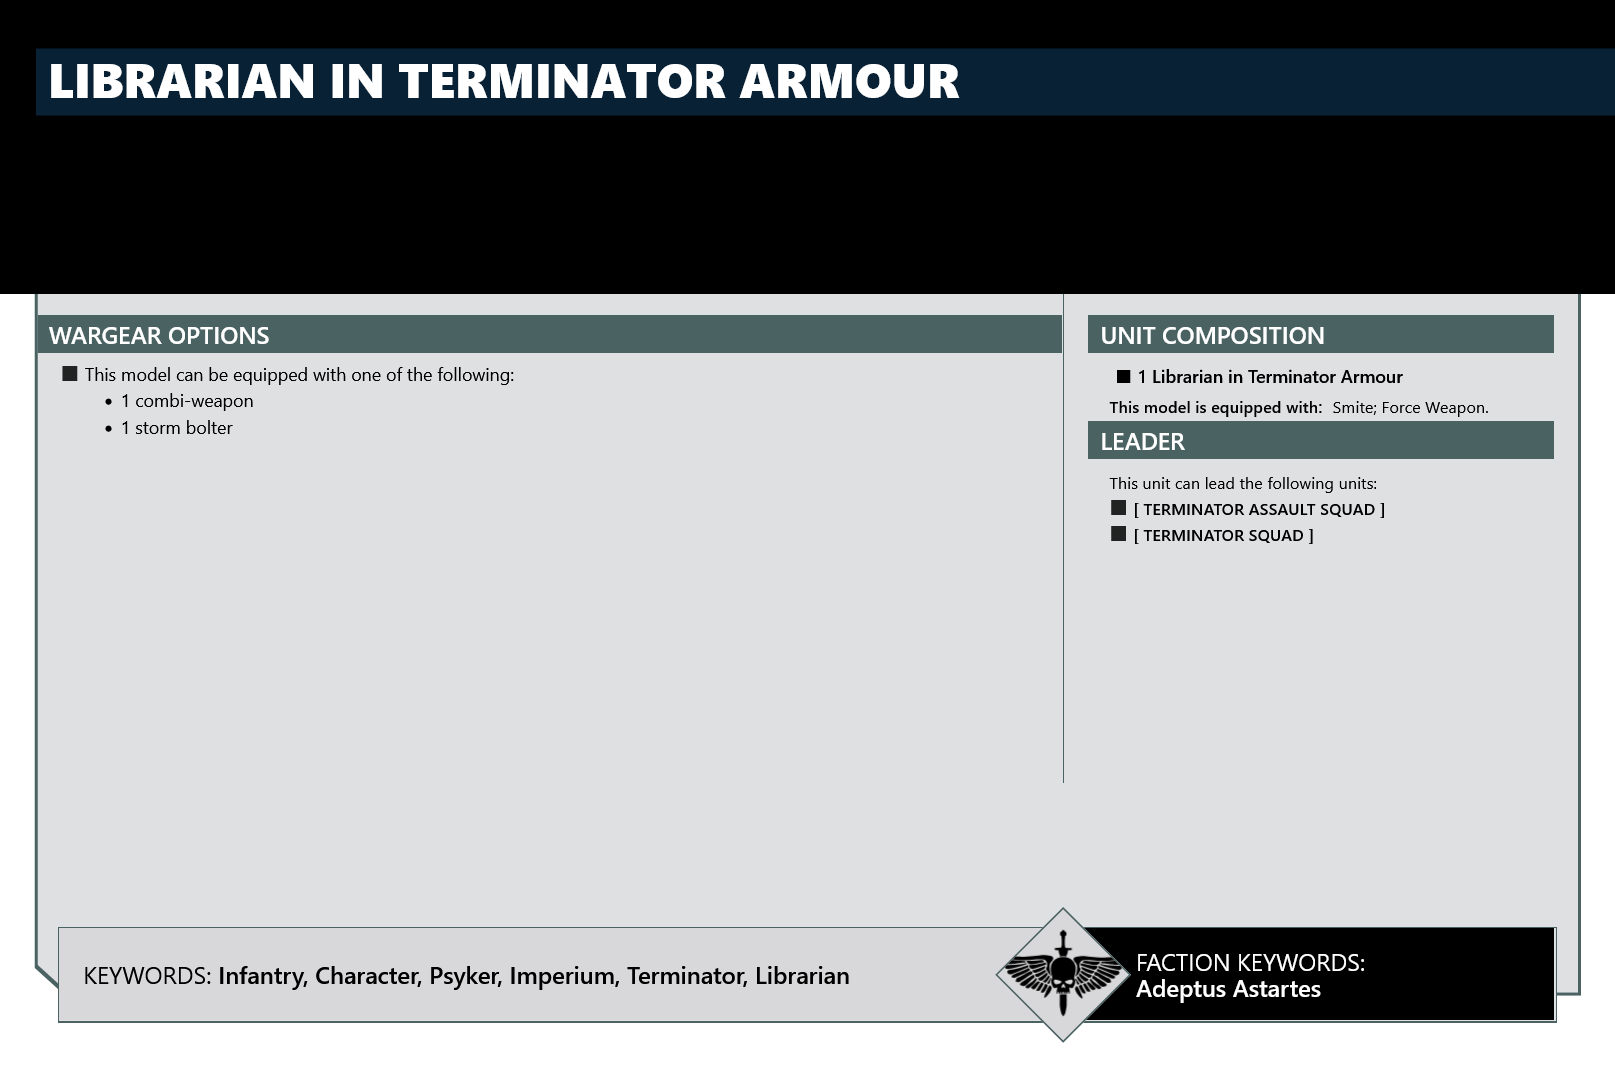 LIBRARIAN IN TERMINATOR ARMOUR
WARGEAR OPTIONS
This model can be equipped with one of the following:
1 combi-weapon
1 storm bolter
UNIT COMPOSITION
1 Librarian in Terminator Armour
This model is equipped with: Smite; Force Weapon.
LEADER
This unit can lead the following units:
[ TERMINATOR ASSAULT SQUAD ]
[ TERMINATOR SQUAD ]
KEYWORDS: Infantry, Character, Psyker, Imperium, Terminator, Librarian
FACTION KEYWORDS:
Adeptus Astartes